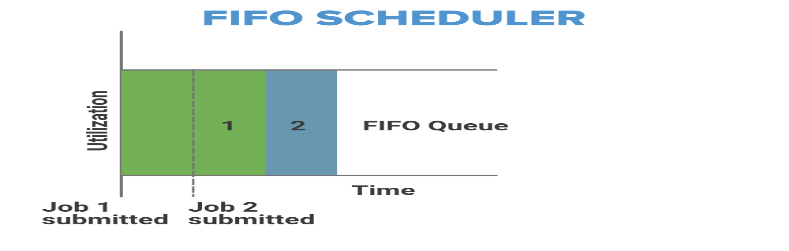 FIFO SCHEDULER
Utilization
1
2
FIFO Queue
Time
Job 1
submitted
Job 2
submitted